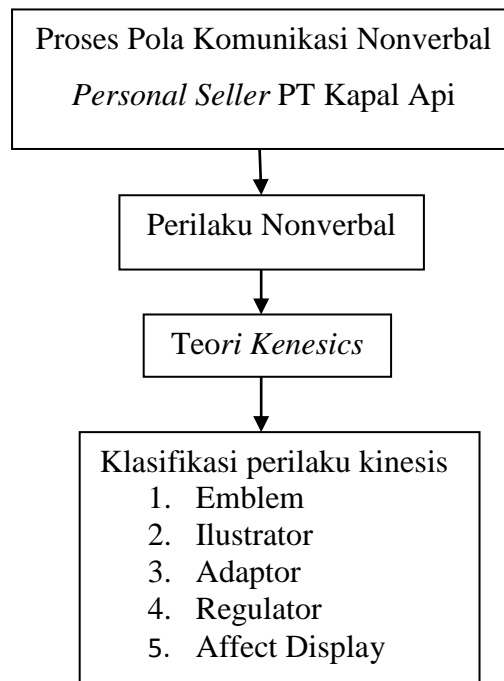 Proses Pola Komunikasi Nonverbal
Personal Seller PT Kapal Api
Perilaku Nonverbal
Teori Kenesics
Klasifikasi perilaku kinesis
1. Emblem
2. Ilustrator
3. Adaptor
4. Regulator
5. Affect Display